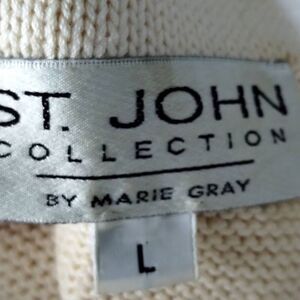 ST. JOHN
COLLECTION
BY MARIE GRAY
L